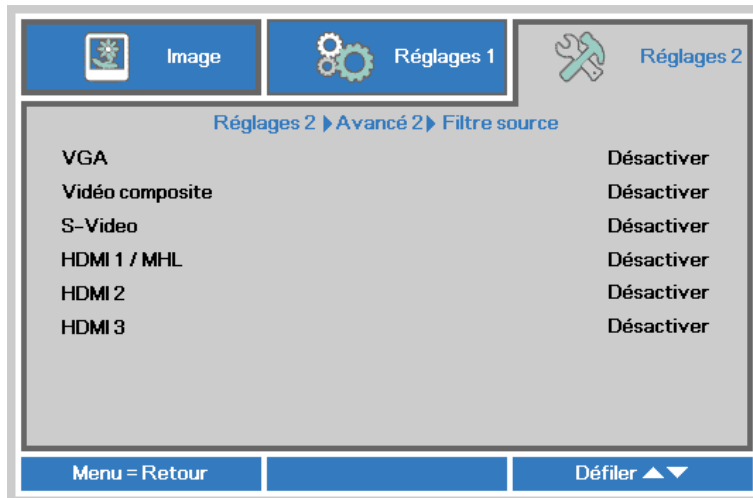 Image
Réglages 1
Réglages 2
Réglages 2 Avancé 2 Filtre source
VGA Désactiver
Vidéo composite Désactiver
S-Video Désactiver
HDMI 1 / MHL Désactiver
HDMI 2 Désactiver
HDMI 3 Désactiver
Menu = Retour
Défiler